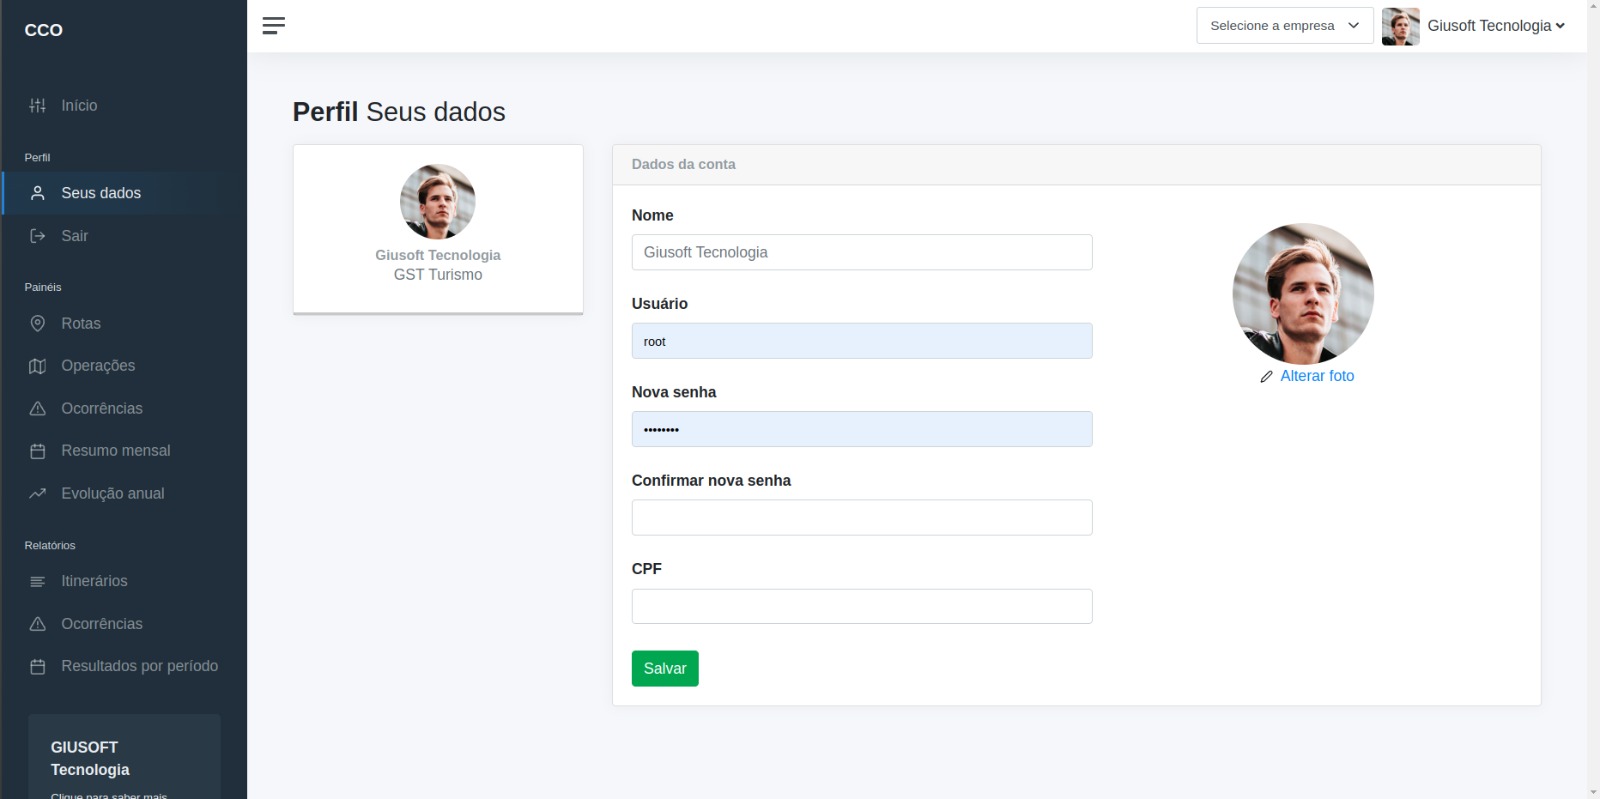 CCO
Selecione a empresa
Giusoft Tecnologia
Início
Perfil
Seus dados
Sair
Painéis
Rotas
Operações
Ocorrências
Resumo mensal
Evolução anual
Relatórios
Itinerários
Ocorrências
Resultados por período
GIUSOFT
Tecnologia
Clique para saber mais
Perfil Seus dados
Giusoft Tecnologia
GST Turismo
Dados da conta
Nome
Giusoft Tecnologia
Usuário
root
Nova senha
••••••••
Confirmar nova senha
CPF
Salvar
Alterar foto